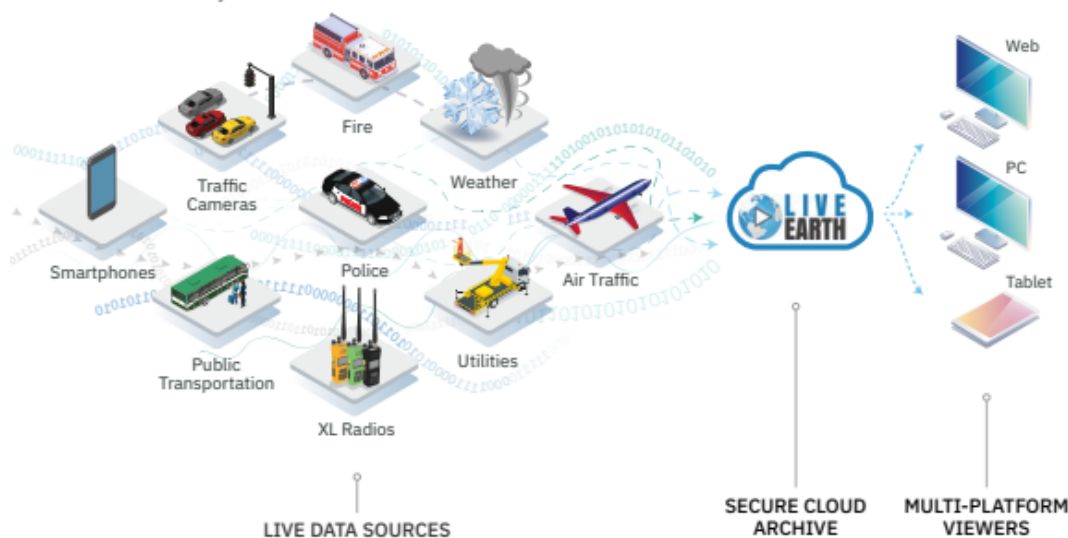 Fire
Web
Traffic
Cameras
Weather
PC
LIVE
EARTH
Smartphones
Police
Air Traffic
Tablet
Public
Transportation
Utilities
XL Radios
LIVE DATA SOURCES
SECURE CLOUD
ARCHIVE
MULTI-PLATFORM
VIEWERS